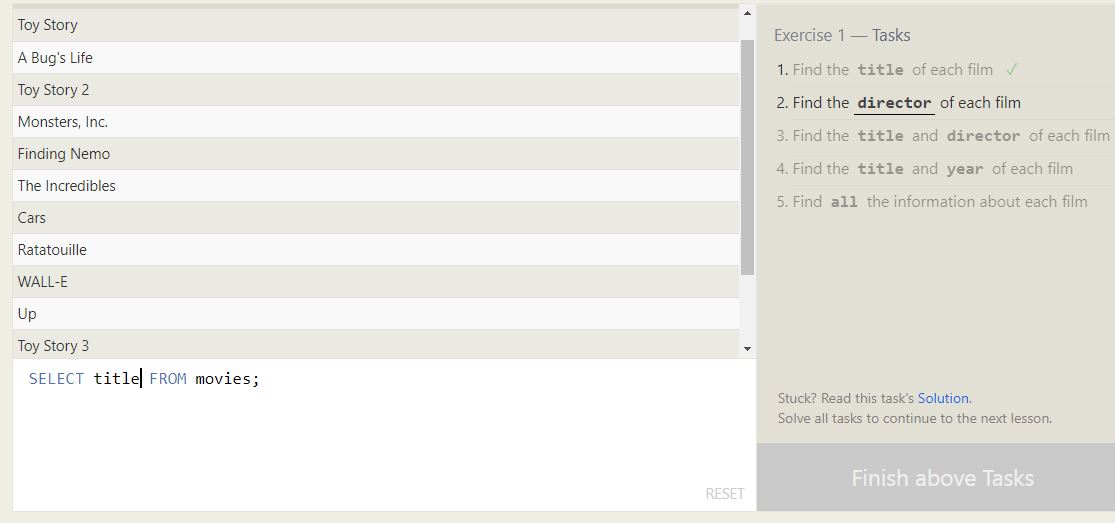 Toy Story
A Bug's Life
Toy Story 2
Monsters, Inc.
Finding Nemo
The Incredibles
Cars
Ratatouille
WALL-E
Up
Toy Story 3
SELECT title FROM movies;
RESET
Exercise 1 — Tasks
1. Find the title of each film ✓
2. Find the director of each film
3. Find the title and director of each film
4. Find the title and year of each film
5. Find all the information about each film
Stuck? Read this task's Solution.
Solve all tasks to continue to the next lesson.
Finish above Tasks